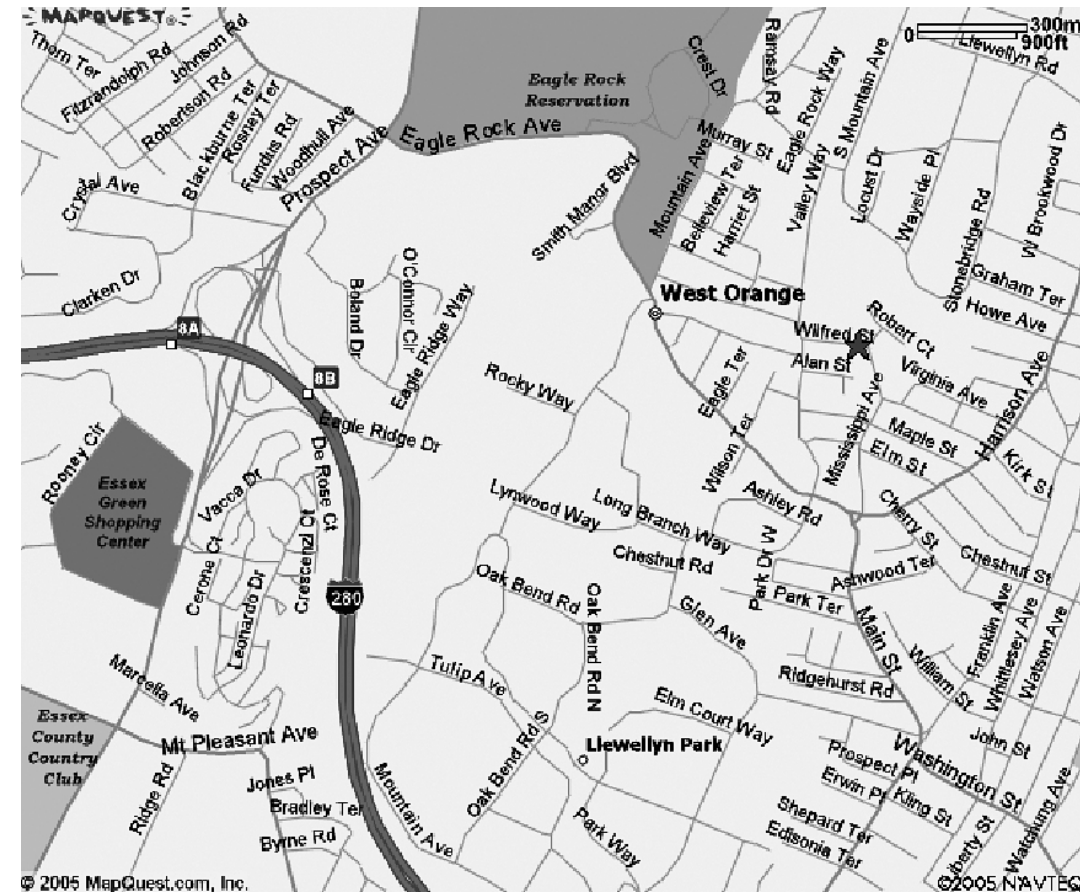 MAPQUEST
300m
0
900ft
Thorn Ter
Fitzrandolph Rd
Johnson Rd
Robertson Rd
Blackbourne Ter
Rosney Ter
Fundus Rd
Woodhull Ave
Prospect Ave
Eagle Rock Ave
Eagle Rock
Reservation
Crest Dr
Ramsay Rd
Eagle Rock Way
S Mountain Ave
Llewellyn Rd
Murray St
Mountain Ave
Belleview Ter
Harriet St
Valley Way
Locust Dr
Wayside Pl
Stonebridge Rd
W Brookwood Dr
Crystal Ave
Clarken Dr
Smith Manor Blvd
Boland Dr
O'Connor Cir
Eagle Ridge Way
West Orange
Graham Ter
Howe Ave
8A
8B
Wilfred St
Robert Ct
Alan St
Virginia Ave
Eagle Ter
Rocky Way
Eagle Ridge Dr
Mississippi Ave
Harrison Ave
Maple St
Elm St
Kirk St
Wilson Ter
Rooney Cir
Essex
Green
Shopping
Center
Vacca Dr
De Rose Ct
Crescenzi Ct
Cerone Ct
Leonardo Dr
280
Lynwood Way
Long Branch Way
Ashley Rd
Cherry St
Chestnut St
Chestnut Rd
Park Dr W
Ashwood Ter
Park Ter
Oak Bend Rd
Oak Bend Rd N
Glen Ave
Main St
Franklin Ave
Whittlesey Ave
Watson Ave
William St
Ridgehurst Rd
Tulip Ave
Marcella Ava
Essex
County
Country
Club
Mt Pleasant Ave
Elm Court Way
Oak Bend Rd S
Llewellyn Park
John St
Washington St
Prospect Pl
Erwin Pl
Kling St
Ridge Rd
Jones Pl
Bradley Ter
Byrne Rd
Mountain Ave
Park Way
Shepard Ter
Edisonia Ter
Liberty St
Watchung Ave
© 2005 MapQuest.com, Inc.
©2005 NAVTEQ